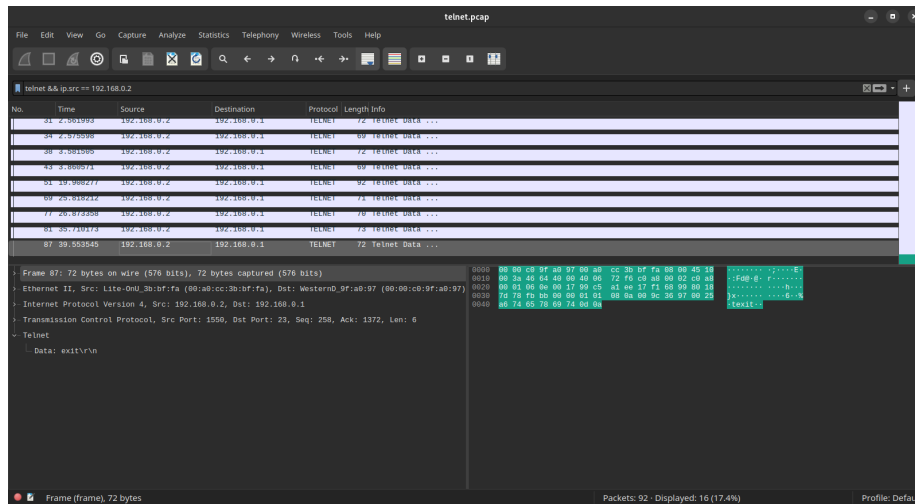 telnet.pcap
File Edit View Go Capture Analyze Statistics Telephony Wireless Tools Help
telnet && ip.src == 192.168.0.2
No. Time Source Destination Protocol Length Info
31 2.561993 192.168.0.2 192.168.0.1 TELNET 72 Telnet Data ...
34 2.575598 192.168.0.2 192.168.0.1 TELNET 69 Telnet Data ...
38 3.581505 192.168.0.2 192.168.0.1 TELNET 72 Telnet Data ...
43 3.860571 192.168.0.2 192.168.0.1 TELNET 69 Telnet Data ...
51 19.908277 192.168.0.2 192.168.0.1 TELNET 92 Telnet Data ...
69 25.818212 192.168.0.2 192.168.0.1 TELNET 71 Telnet Data ...
77 26.873358 192.168.0.2 192.168.0.1 TELNET 70 Telnet Data ...
81 35.710173 192.168.0.2 192.168.0.1 TELNET 73 Telnet Data ...
87 39.553545 192.168.0.2 192.168.0.1 TELNET 72 Telnet Data ...
Frame 87: 72 bytes on wire (576 bits), 72 bytes captured (576 bits)
Ethernet II, Src: Lite-OnU_3b:bf:fa (00:a0:cc:3b:bf:fa), Dst: WesternD_9f:a0:97 (00:00:c0:9f:a0:97)
Internet Protocol Version 4, Src: 192.168.0.2, Dst: 192.168.0.1
Transmission Control Protocol, Src Port: 1550, Dst Port: 23, Seq: 258, Ack: 1372, Len: 6
Telnet
Data: exit\r\n
0000 00 00 c0 9f a0 97 00 a0 cc 3b bf fa 08 00 45 10 ·········;····E·
0010 00 3a 46 64 40 00 40 06 72 f6 c0 a8 00 02 c0 a8 ·:Fd@·@·r·······
0020 00 01 06 0e 00 17 99 c5 a1 ee 17 f1 68 99 80 18 ············h···
0030 7d 78 fb bb 00 00 01 01 08 0a 00 9c 36 97 00 25 }x··········6··%
0040 a6 74 65 78 69 74 0d 0a ·texit··
Frame (frame), 72 bytes
Packets: 92 · Displayed: 16 (17.4%)
Profile: Defau